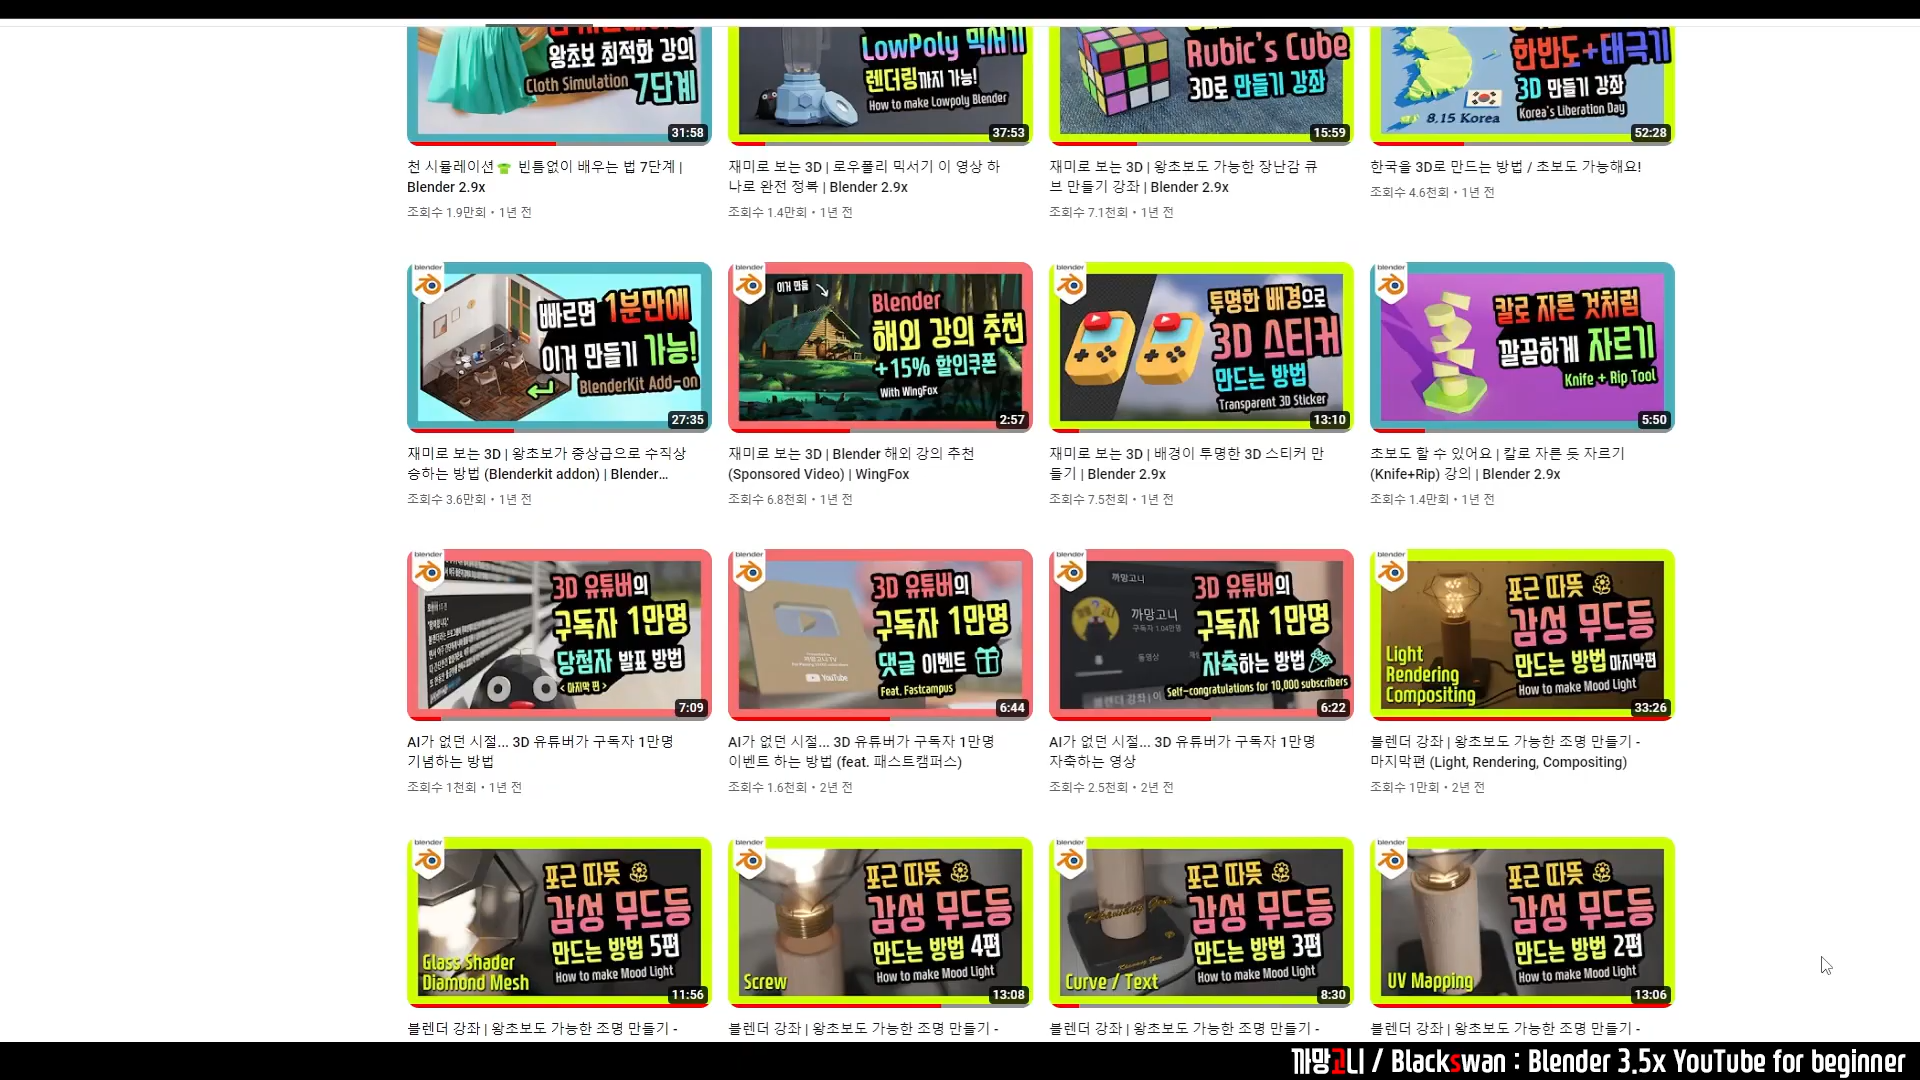 왕초보 최적화 강의
Cloth Simulation 7단계
31:58
LowPoly 믹서기
렌더링까지 가능!
How to make Lowpoly Blender
37:53
Rubic's Cube
3D로 만들기 강좌
15:59
한반도+태극기
3D 만들기 강좌
Korea's Liberation Day
8.15 Korea
52:28
천 시뮬레이션 빈틈없이 배우는 법 7단계 |
Blender 2.9x
조회수 1.9만회 • 1년 전
재미로 보는 3D | 로우폴리 믹서기 이 영상 하
나로 완전 정복 | Blender 2.9x
조회수 1.4만회 • 1년 전
재미로 보는 3D | 왕초보도 가능한 장난감 큐
브 만들기 강좌 | Blender 2.9x
조회수 7.1천회 • 1년 전
한국을 3D로 만드는 방법 / 초보도 가능해요!
조회수 4.6천회 • 1년 전
blender
빠르면 1분만에
이거 만들기 가능!
BlenderKit Add-on
27:35
blender
이거 만듦
Blender
해외 강의 추천
+15% 할인쿠폰
With WingFox
2:57
blender
투명한 배경으로
3D 스티커
만드는 방법
Transparent 3D Sticker
13:10
blender
칼로 자른 것처럼
깔끔하게 자르기
Knife + Rip Tool
5:50
재미로 보는 3D | 왕초보가 중상급으로 수직상
승하는 방법 (Blenderkit addon) | Blender...
조회수 3.6만회 • 1년 전
재미로 보는 3D | Blender 해외 강의 추천
(Sponsored Video) | WingFox
조회수 6.8천회 • 1년 전
재미로 보는 3D | 배경이 투명한 3D 스티커 만
들기 | Blender 2.9x
조회수 7.5천회 • 1년 전
초보도 할 수 있어요 | 칼로 자른 듯 자르기
(Knife+Rip) 강의 | Blender 2.9x
조회수 1.4만회 • 1년 전
blender
3D 유튜버의
구독자 1만명
당첨자 발표 방법
< 마지막 편 >
7:09
blender
3D 유튜버의
구독자 1만명
댓글 이벤트
Feat, Fastcampus
YouTube
6:44
blender
까망고니
까망고니
구독자 1.04만명
동영상
3D 유튜버의
구독자 1만명
자축하는 방법
Self-congratulations for 10,000 subscribers
6:22
blender
포근 따뜻
감성 무드등
만드는 방법 마지막편
How to make Mood Light
Light
Rendering
Compositing
33:26
AI가 없던 시절... 3D 유튜버가 구독자 1만명
기념하는 방법
조회수 1천회 • 1년 전
AI가 없던 시절... 3D 유튜버가 구독자 1만명
이벤트 하는 방법 (feat. 패스트캠퍼스)
조회수 1.6천회 • 2년 전
AI가 없던 시절... 3D 유튜버가 구독자 1만명
자축하는 영상
조회수 2.5천회 • 2년 전
블렌더 강좌 | 왕초보도 가능한 조명 만들기 -
마지막편 (Light, Rendering, Compositing)
조회수 1만회 • 2년 전
blender
포근 따뜻
감성 무드등
만드는 방법 5편
How to make Mood Light
Glass Shader
Diamond Mesh
11:56
blender
포근 따뜻
감성 무드등
만드는 방법 4편
How to make Mood Light
Screw
13:08
blender
포근 따뜻
감성 무드등
만드는 방법 3편
How to make Mood Light
Curve / Text
8:30
blender
포근 따뜻
감성 무드등
만드는 방법 2편
How to make Mood Light
UV Mapping
13:06
블렌더 강좌 | 왕초보도 가능한 조명 만들기 -
블렌더 강좌 | 왕초보도 가능한 조명 만들기 -
블렌더 강좌 | 왕초보도 가능한 조명 만들기 -
블렌더 강좌 | 왕초보도 가능한 조명 만들기 -
까망고니 / Blackswan : Blender 3.5x YouTube for beginner